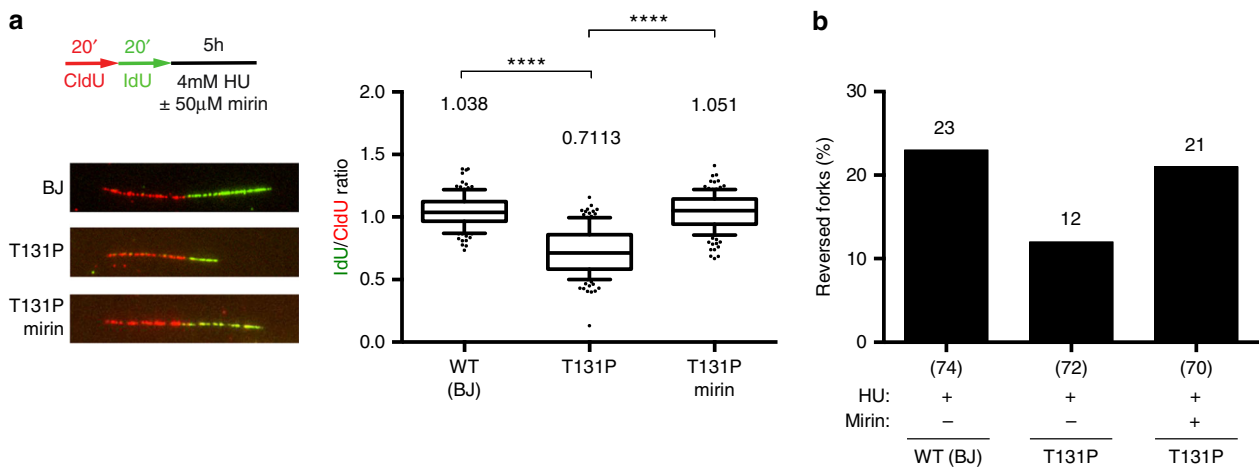 a
20′ 20′ 5h
CldU IdU 4mM HU
± 50μM mirin
BJ
T131P
T131P
mirin
****
****
IdU/CldU ratio
2.0
1.5
1.0
0.5
0.0
1.038
0.7113
1.051
WT
(BJ)
T131P
T131P
mirin
b
Reversed forks (%)
30
20
10
0
23
12
21
(74) (72) (70)
HU: + + +
Mirin: – – +
WT (BJ) T131P T131P